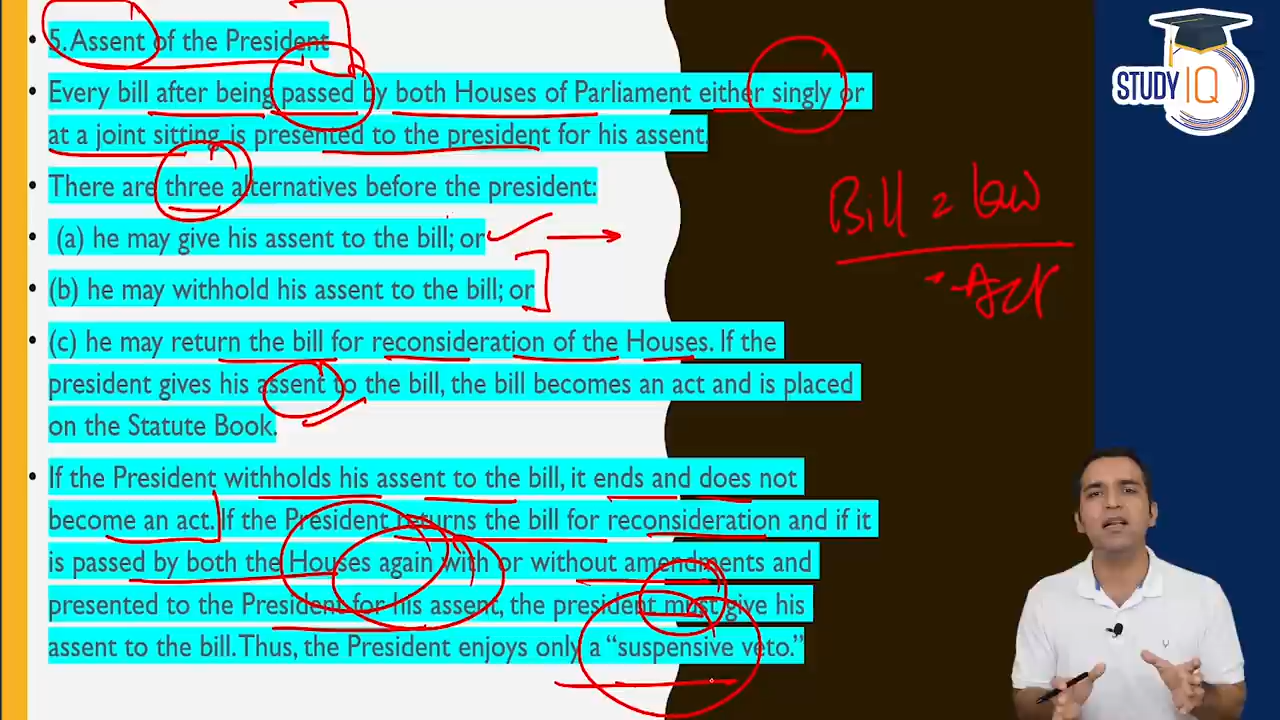 • 5. Assent of the President
• Every bill after being passed by both Houses of Parliament either singly or
at a joint sitting is presented to the president for his assent.
• There are three alternatives before the president:
• (a) he may give his assent to the bill; or
• (b) he may withhold his assent to the bill; or
• (c) he may return the bill for reconsideration of the Houses. If the
president gives his assent to the bill, the bill becomes an act and is placed
on the Statute Book.
• If the President withholds his assent to the bill, it ends and does not
become an act. If the President returns the bill for reconsideration and if it
is passed by both the Houses again with or without amendments and
presented to the President for his assent, the president must give his
assent to the bill. Thus, the President enjoys only a “suspensive veto.”
STUDY IQ
Bill = law
Act